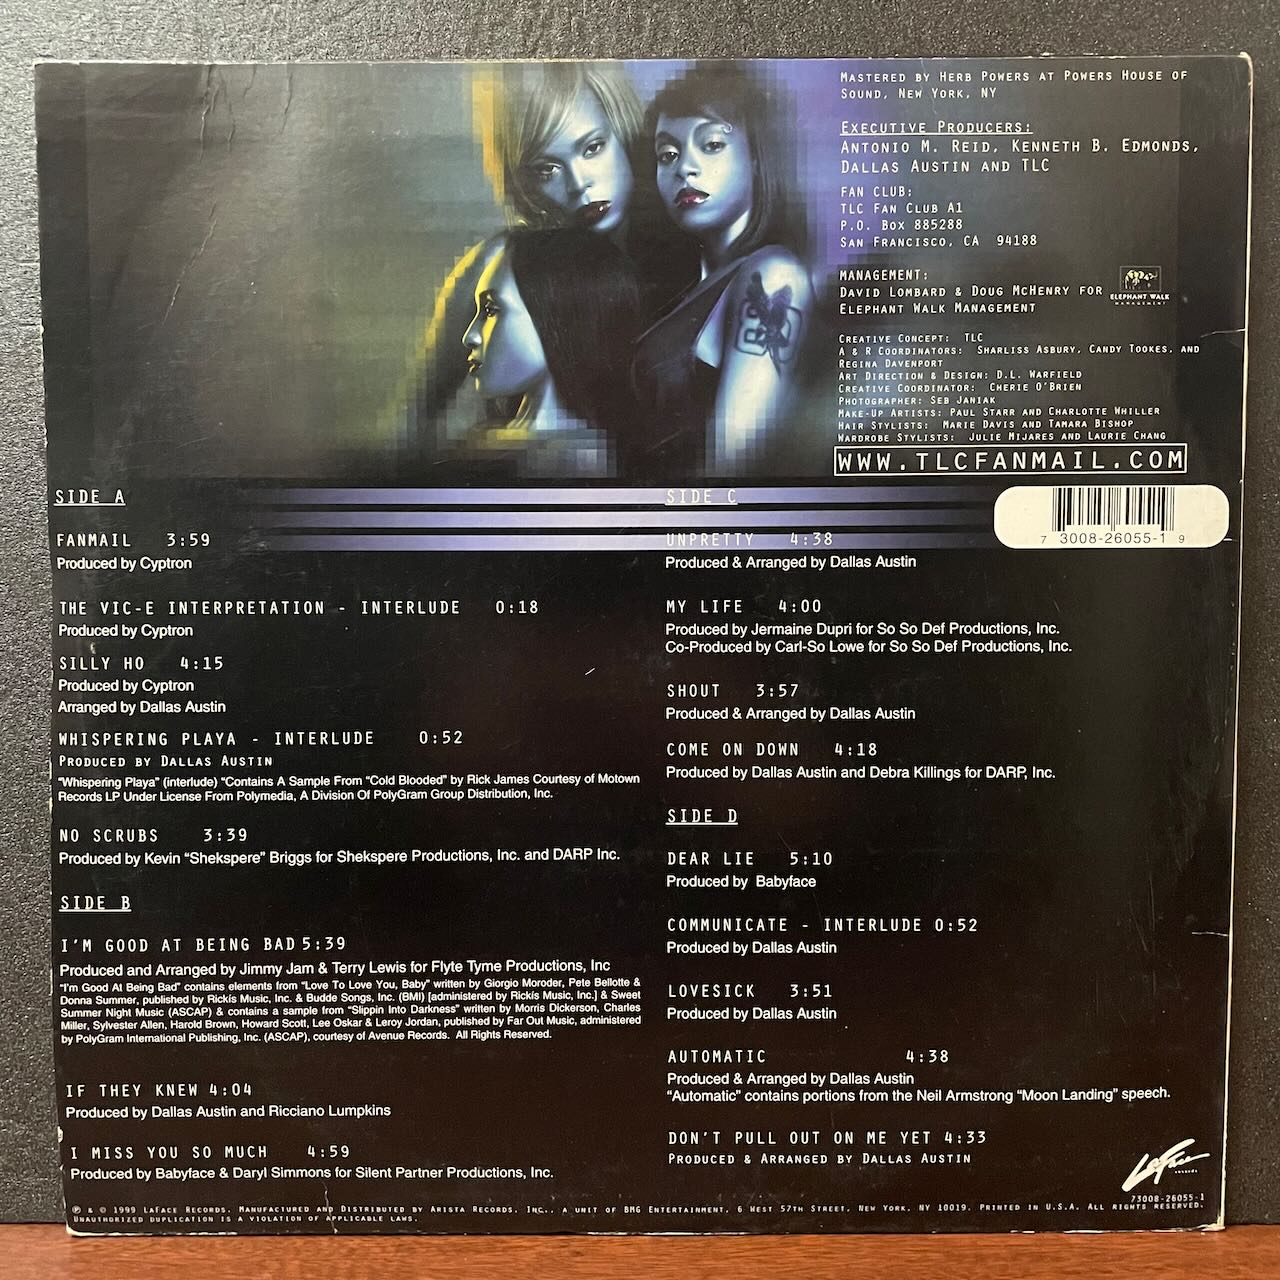 Mastered by Herb Powers at Powers House of
Sound, New York, NY
Executive Producers:
Antonio M. Reid, Kenneth B. Edmonds,
Dallas Austin and TLC
FAN CLUB:
TLC Fan Club A1
P.O. Box 885288
San Francisco, CA 94188
MANAGEMENT:
David Lombard & Doug McHenry for
Elephant Walk Management
ELEPHANT WALK
MANAGEMENT
Creative Concept: TLC
A & R Coordinators: Sharliss Asbury, Candy Tookes, and
Regina Davenport
Art Direction & Design: D.L. Warfield
Creative Coordinator: Cherie O'Brien
Photographer: Seb Janiak
Make-Up Artists: Paul Starr and Charlotte Whiller
Hair Stylists: Marie Davis and Tamara Bishop
Wardrobe Stylists: Julie Mijares and Laurie Chang
WWW.TLCFANMAIL.COM
7 3008-26055-1 9
SIDE A
FANMAIL 3:59
Produced by Cyptron
THE VIC-E INTERPRETATION - INTERLUDE 0:18
Produced by Cyptron
SILLY HO 4:15
Produced by Cyptron
Arranged by Dallas Austin
WHISPERING PLAYA - INTERLUDE 0:52
Produced by Dallas Austin
"Whispering Playa" (interlude) "Contains A Sample From "Cold Blooded" by Rick James Courtesy of Motown
Records LP Under License From Polymedia, A Division Of PolyGram Group Distribution, Inc.
NO SCRUBS 3:39
Produced by Kevin "Shekspere" Briggs for Shekspere Productions, Inc. and DARP Inc.
SIDE B
I'M GOOD AT BEING BAD 5:39
Produced and Arranged by Jimmy Jam & Terry Lewis for Flyte Tyme Productions, Inc
"I'm Good At Being Bad" contains elements from "Love To Love You, Baby" written by Giorgio Moroder, Pete Bellotte &
Donna Summer, published by Rickís Music, Inc. & Budde Songs, Inc. (BMI) [administered by Rickís Music, Inc.] & Sweet
Summer Night Music (ASCAP) & contains a sample from "Slippin Into Darkness" written by Morris Dickerson, Charles
Miller, Sylvester Allen, Harold Brown, Howard Scott, Lee Oskar & Leroy Jordan, published by Far Out Music, administered
by PolyGram International Publishing, Inc. (ASCAP), courtesy of Avenue Records. All Rights Reserved.
IF THEY KNEW 4:04
Produced by Dallas Austin and Ricciano Lumpkins
I MISS YOU SO MUCH 4:59
Produced by Babyface & Daryl Simmons for Silent Partner Productions, Inc.
SIDE C
UNPRETTY 4:38
Produced & Arranged by Dallas Austin
MY LIFE 4:00
Produced by Jermaine Dupri for So So Def Productions, Inc.
Co-Produced by Carl-So Lowe for So So Def Productions, Inc.
SHOUT 3:57
Produced & Arranged by Dallas Austin
COME ON DOWN 4:18
Produced by Dallas Austin and Debra Killings for DARP, Inc.
SIDE D
DEAR LIE 5:10
Produced by Babyface
COMMUNICATE - INTERLUDE 0:52
Produced by Dallas Austin
LOVESICK 3:51
Produced by Dallas Austin
AUTOMATIC 4:38
Produced & Arranged by Dallas Austin
"Automatic" contains portions from the Neil Armstrong "Moon Landing" speech.
DON'T PULL OUT ON ME YET 4:33
Produced & Arranged by Dallas Austin
LaFace
records
73008-26055-1
℗ & © 1999 LaFace Records. Manufactured and Distributed by Arista Records, Inc., a unit of BMG Entertainment, 6 West 57th Street, New York, NY 10019. Printed in U.S.A. All rights reserved.
Unauthorized duplication is a violation of applicable laws.